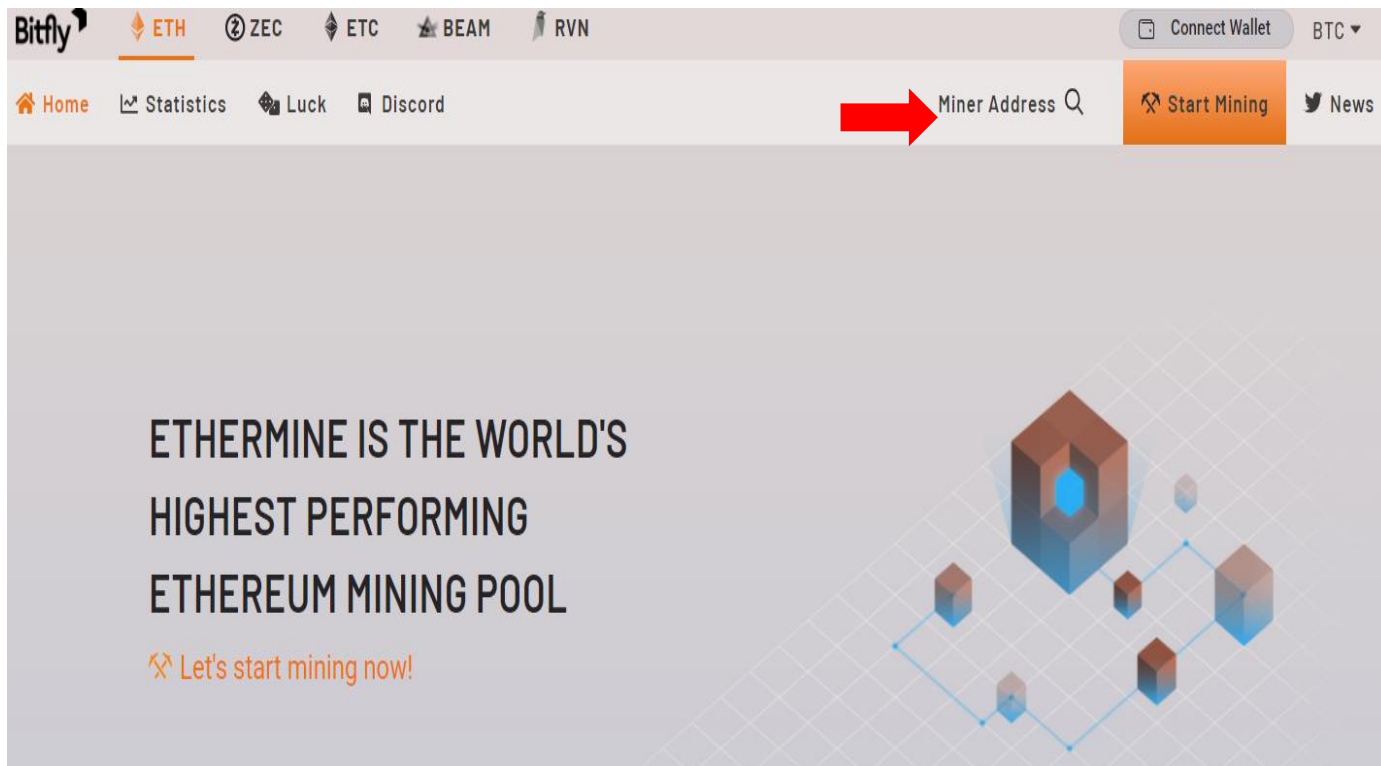 Bitfly ETH ZEC ETC BEAM RVN Connect Wallet BTC
Home Statistics Luck Discord Miner Address Start Mining News
ETHERMINE IS THE WORLD'S
HIGHEST PERFORMING
ETHEREUM MINING POOL
Let's start mining now!